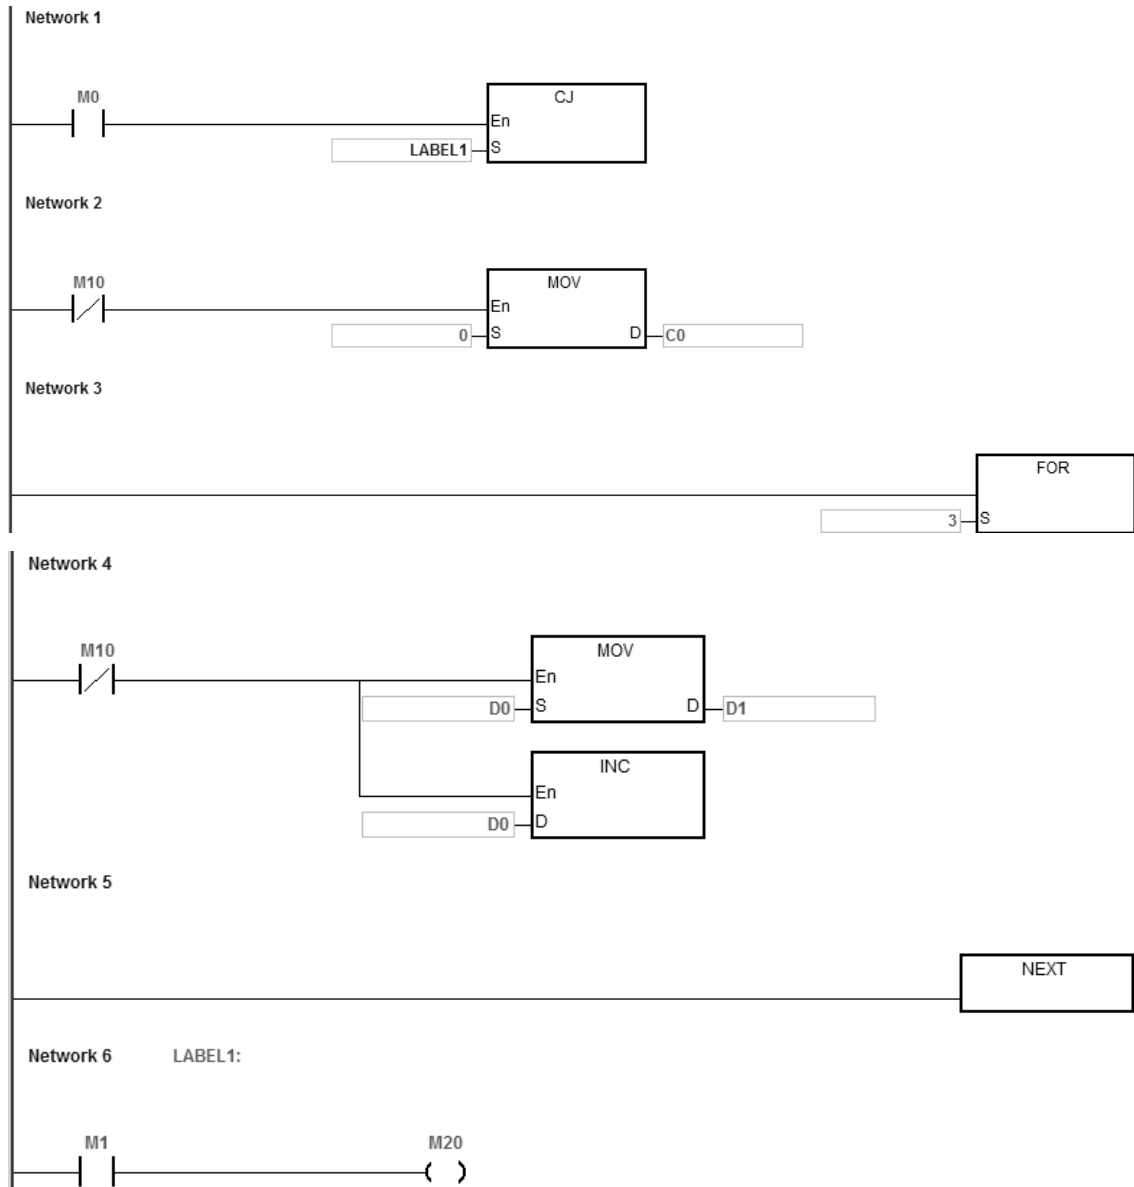 Network 1
M0
CJ
En
LABEL1 S
Network 2
M10
MOV
En
0 S D C0
Network 3
FOR
3 S
Network 4
M10
MOV
En
D0 S D D1
INC
En
D0 D
Network 5
NEXT
Network 6 LABEL1:
M1 M20